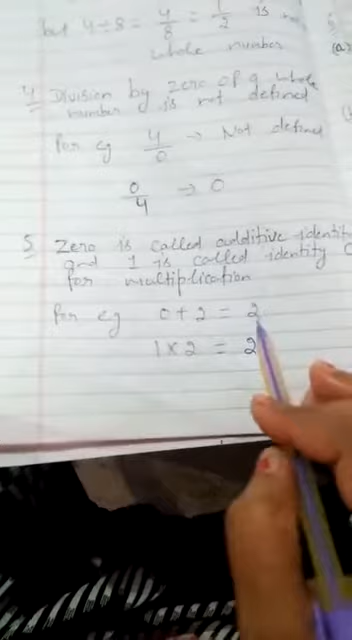 but 4÷8 = 4/8 = 1/2 is
whole number
4 Division by zero of a whole
number is not defined
For eg 4/0 → Not defined
0/4 → 0
5 Zero is called additive identity
and 1 is called identity
for multiplication
For eg 0 + 2 = 2
1 × 2 = 2